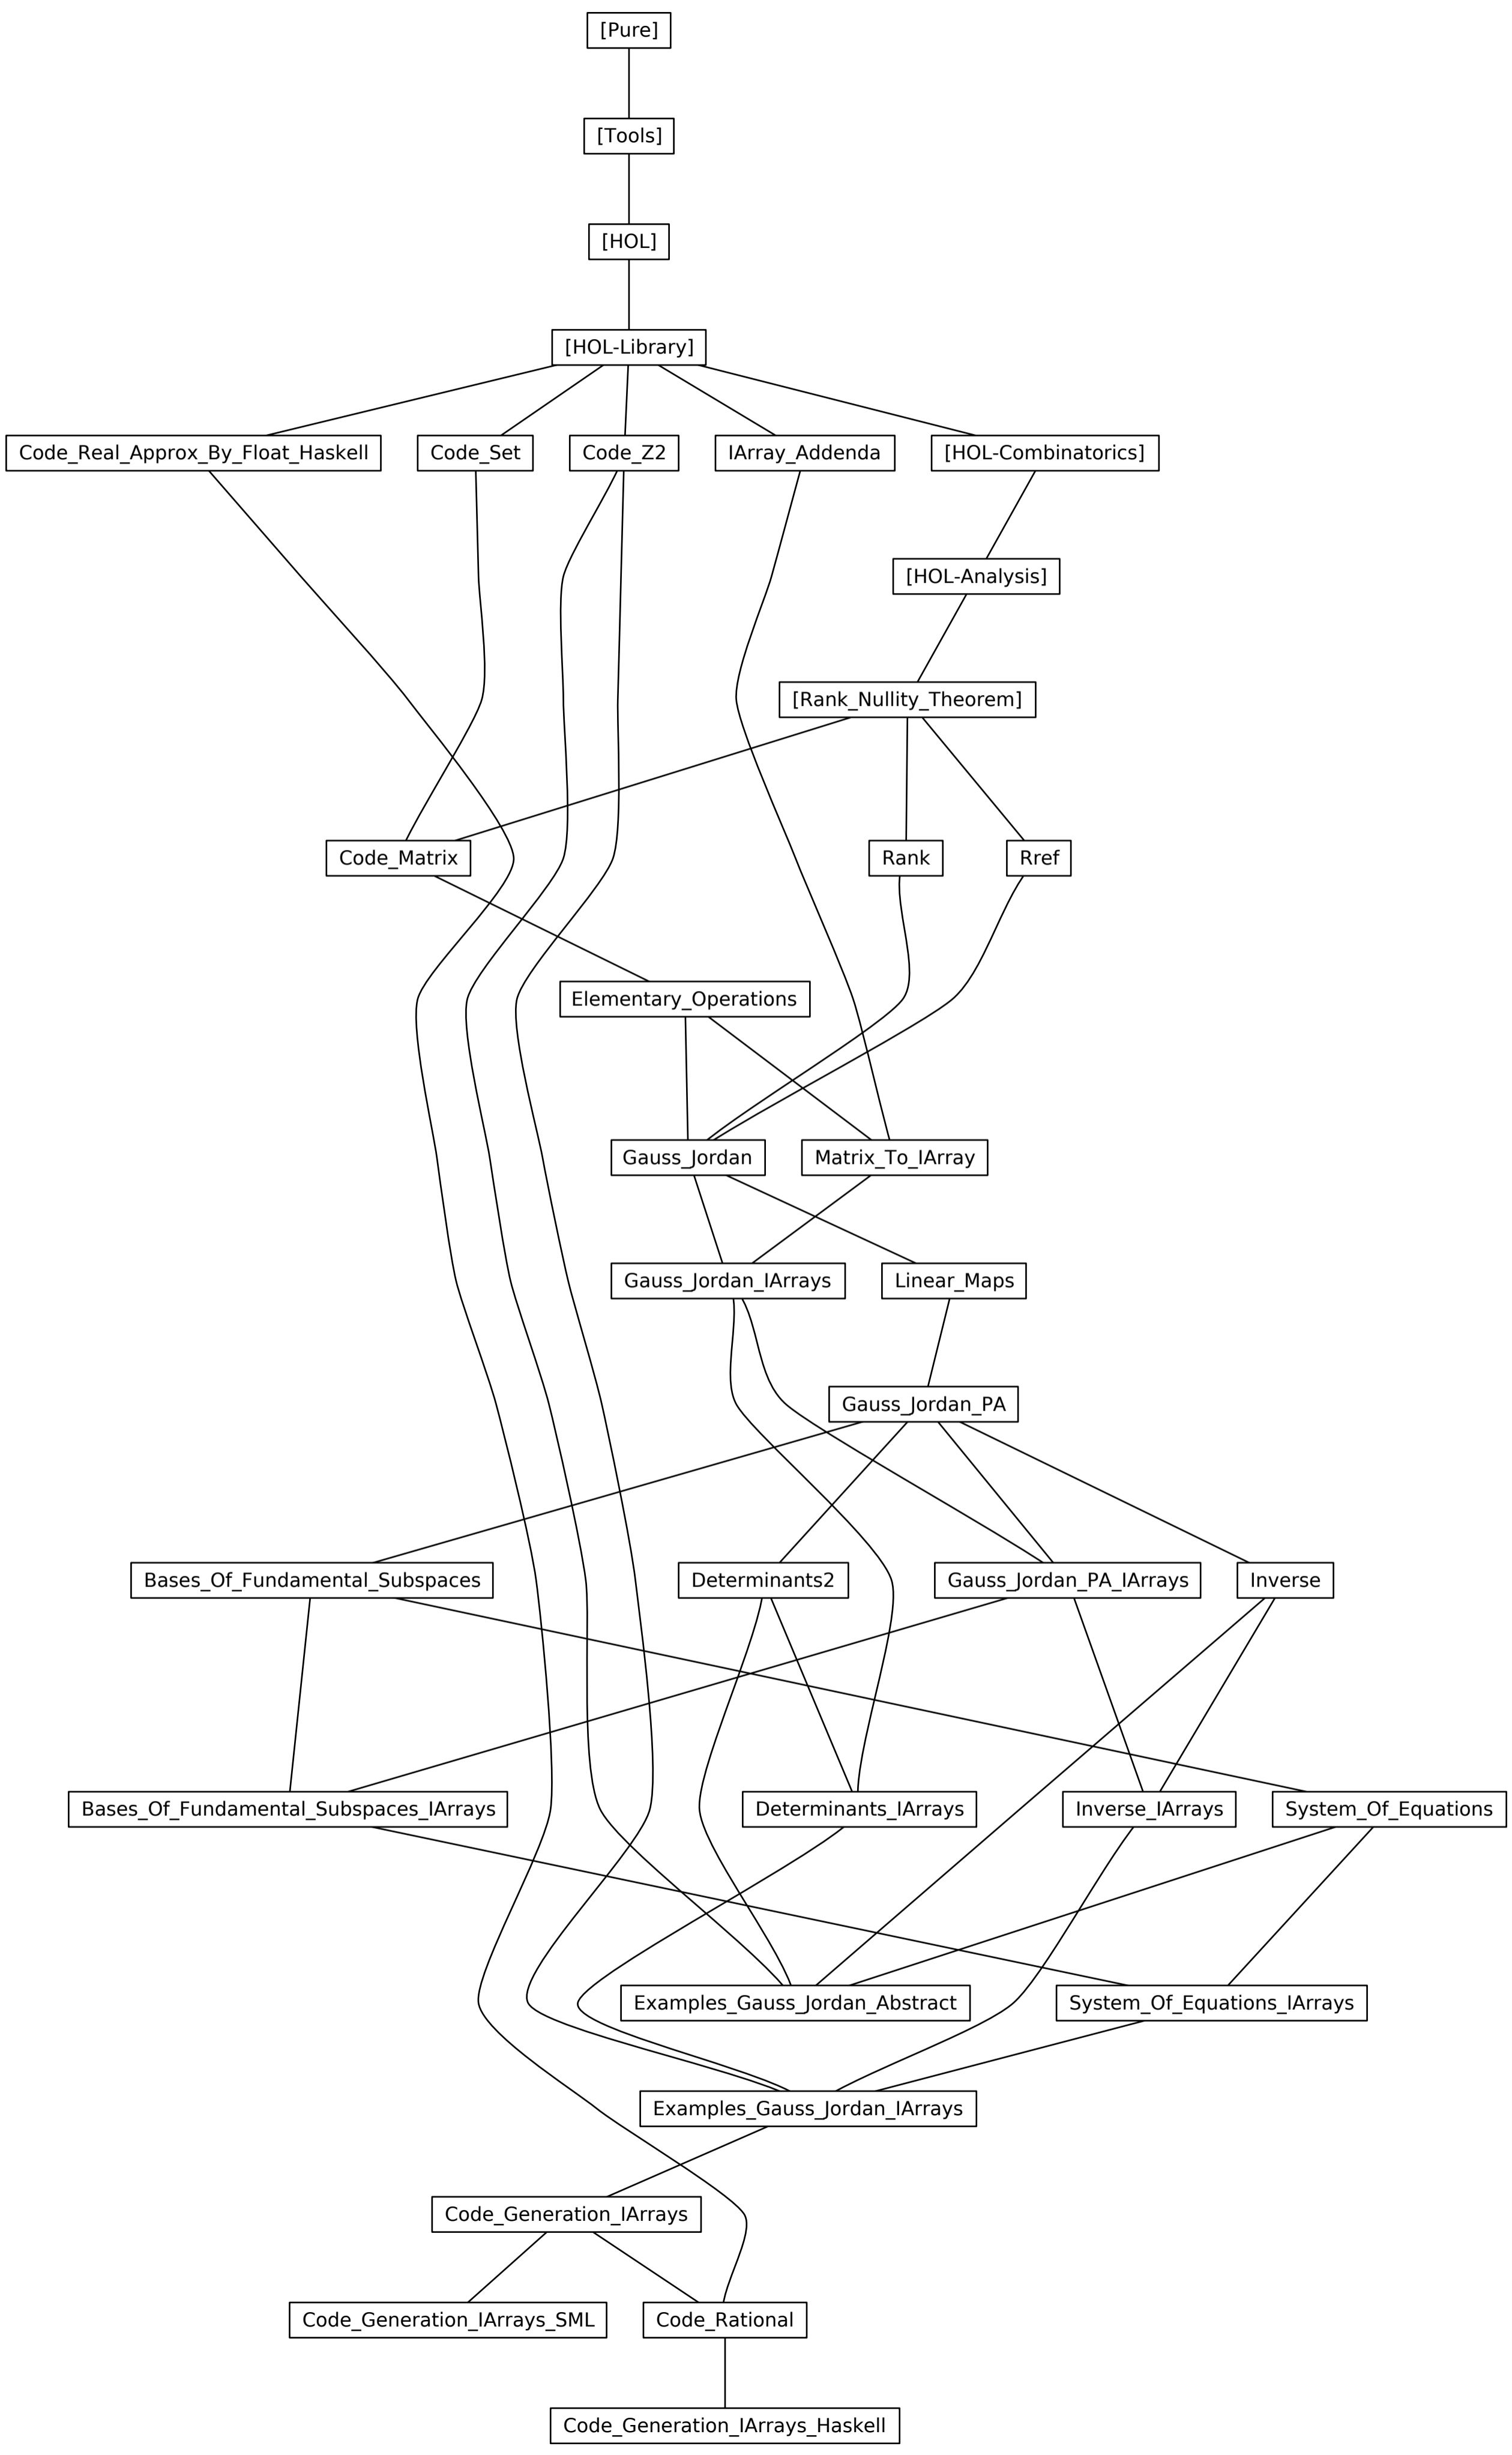 [Pure]
[Tools]
[HOL]
[HOL-Library]
Code_Real_Approx_By_Float_Haskell
Code_Set
Code_Z2
IArray_Addenda
[HOL-Combinatorics]
[HOL-Analysis]
[Rank_Nullity_Theorem]
Code_Matrix
Rank
Rref
Elementary_Operations
Gauss_Jordan
Matrix_To_IArray
Gauss_Jordan_IArrays
Linear_Maps
Gauss_Jordan_PA
Bases_Of_Fundamental_Subspaces
Determinants2
Gauss_Jordan_PA_IArrays
Inverse
Bases_Of_Fundamental_Subspaces_IArrays
Determinants_IArrays
Inverse_IArrays
System_Of_Equations
Examples_Gauss_Jordan_Abstract
System_Of_Equations_IArrays
Examples_Gauss_Jordan_IArrays
Code_Generation_IArrays
Code_Generation_IArrays_SML
Code_Rational
Code_Generation_IArrays_Haskell